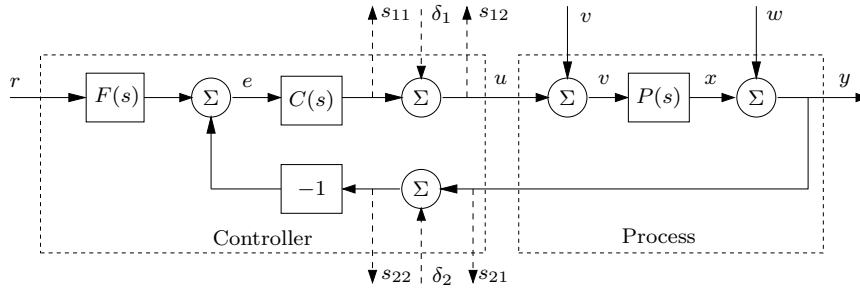 s11 δ1 s12 v w
r F(s) Σ e C(s) Σ u Σ v P(s) x Σ y
−1 Σ
Controller Process
s22 δ2 s21